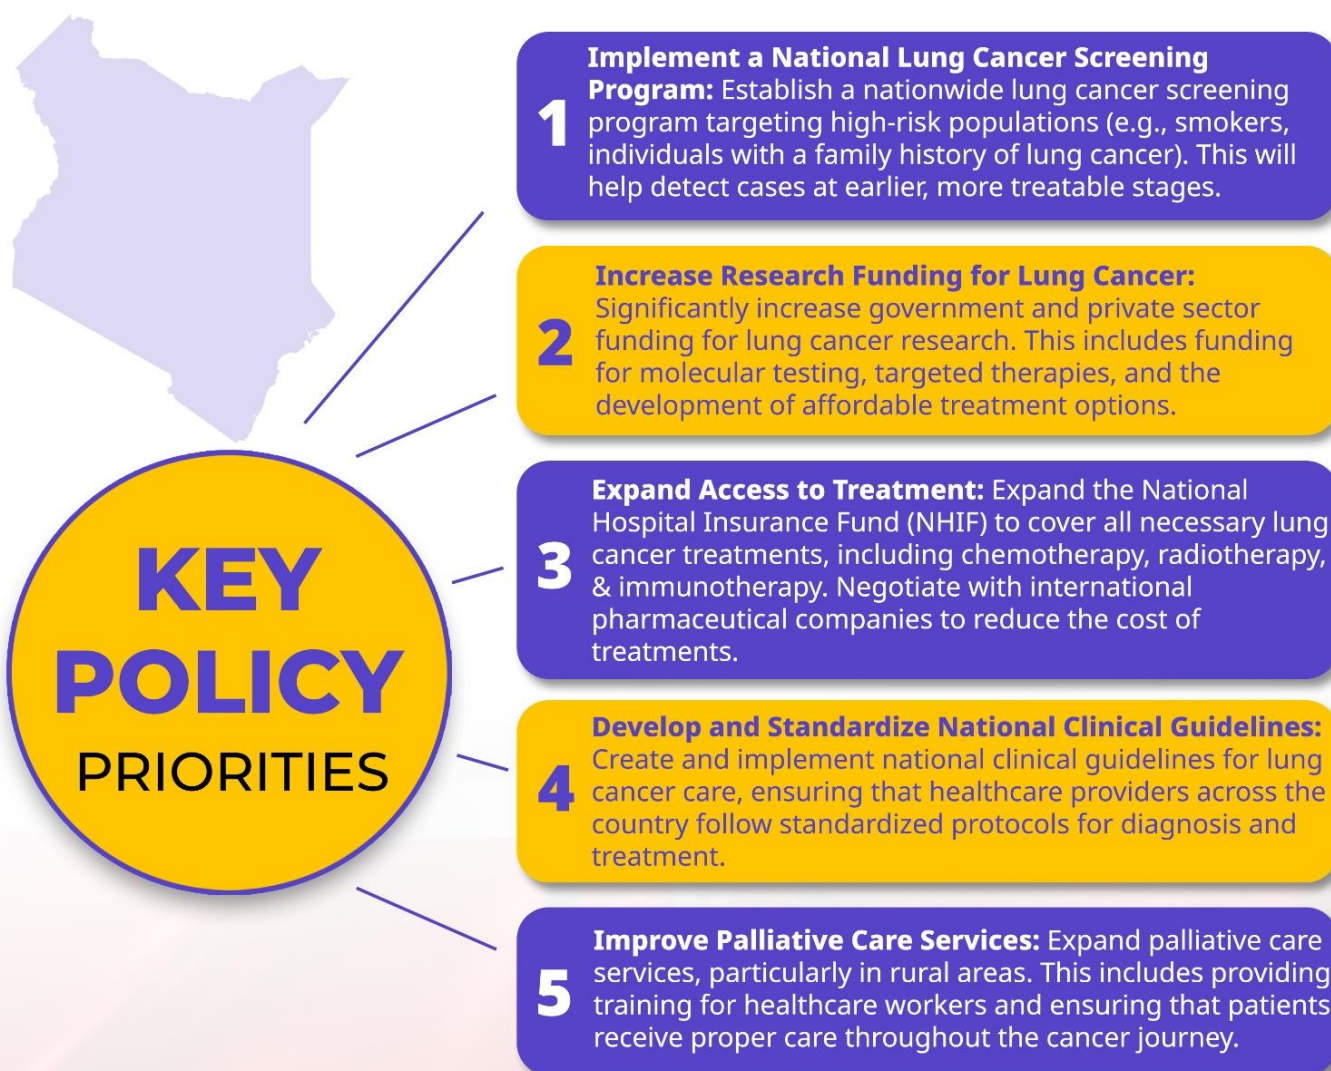 KEY
POLICY
PRIORITIES
1
Implement a National Lung Cancer Screening
Program: Establish a nationwide lung cancer screening
program targeting high-risk populations (e.g., smokers,
individuals with a family history of lung cancer). This will
help detect cases at earlier, more treatable stages.
2
Increase Research Funding for Lung Cancer:
Significantly increase government and private sector
funding for lung cancer research. This includes funding
for molecular testing, targeted therapies, and the
development of affordable treatment options.
3
Expand Access to Treatment: Expand the National
Hospital Insurance Fund (NHIF) to cover all necessary lung
cancer treatments, including chemotherapy, radiotherapy,
& immunotherapy. Negotiate with international
pharmaceutical companies to reduce the cost of
treatments.
4
Develop and Standardize National Clinical Guidelines:
Create and implement national clinical guidelines for lung
cancer care, ensuring that healthcare providers across the
country follow standardized protocols for diagnosis and
treatment.
5
Improve Palliative Care Services: Expand palliative care
services, particularly in rural areas. This includes providing
training for healthcare workers and ensuring that patients
receive proper care throughout the cancer journey.